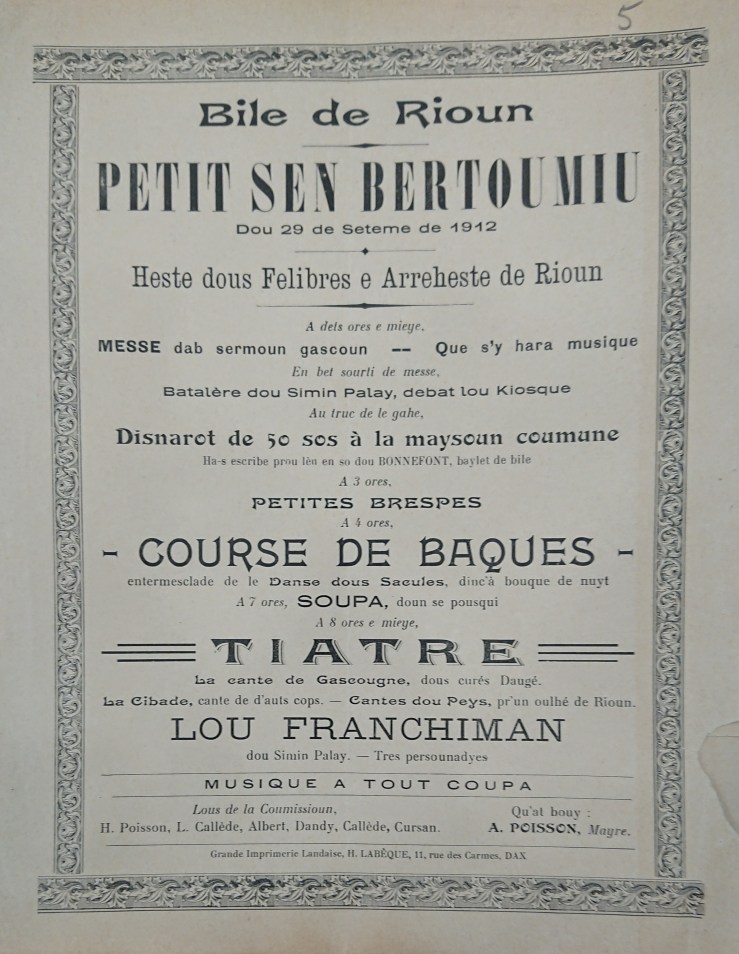 5
Bile de Rioun
PETIT SEN BERTOUMIU
Dou 29 de Seteme de 1912
Heste dous Felibres e Arreheste de Rioun
A dets ores e mieye,
MESSE dab sermoun gascoun -- Que s'y hara musique
En bet sourti de messe,
Batalère dou Simin Palay, debat lou Kiosque
Au truc de le gahe,
Disnarot de 50 sos à la maysoun coumune
Ha-s escribe prou lèn en so dou BONNEFONT, baylet de bile
A 3 ores,
PETITES BRESPES
A 4 ores,
- COURSE DE BAQUES -
entermesclade de le Danse dous Sacules, dinc'à bouque de nuyt
A 7 ores, SOUPA, doun se pousqui
A 8 ores e mieye,
TIATRE
La cante de Gascougne, dous curés Daugé.
La Cibade, cante de d'auts cops. — Cantes dou Peys, pr'un oulhé de Rioun.
LOU FRANCHIMAN
dou Simin Palay. — Tres persounadyes
MUSIQUE A TOUT COUPA
Lous de la Coumissioun,
H. Poisson, L. Callède, Albert, Dandy, Callède, Cursan.
Qu'at bouy :
A. POISSON, Mayre.
Grande Imprimerie Landaise, H. LABÈQUE, 11, rue des Carmes, DAX